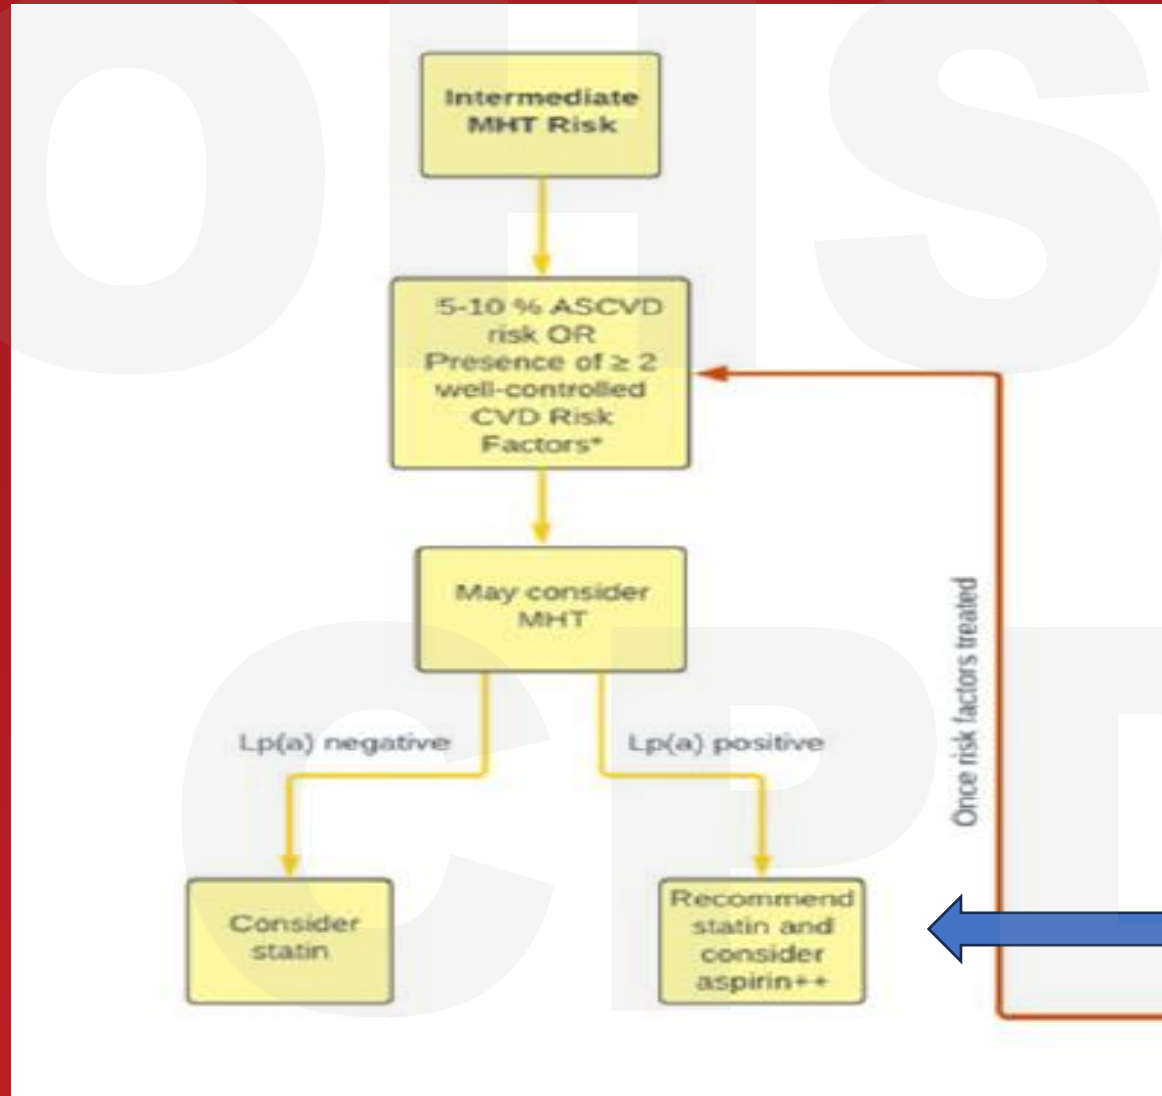 Intermediate
MHT Risk
5-10 % ASCVD
risk OR
Presence of ≥ 2
well-controlled
CVD Risk
Factors*
May consider
MHT
Lp(a) negative
Lp(a) positive
Once risk factors treated
Consider
statin
Recommend
statin and
consider
aspirin++